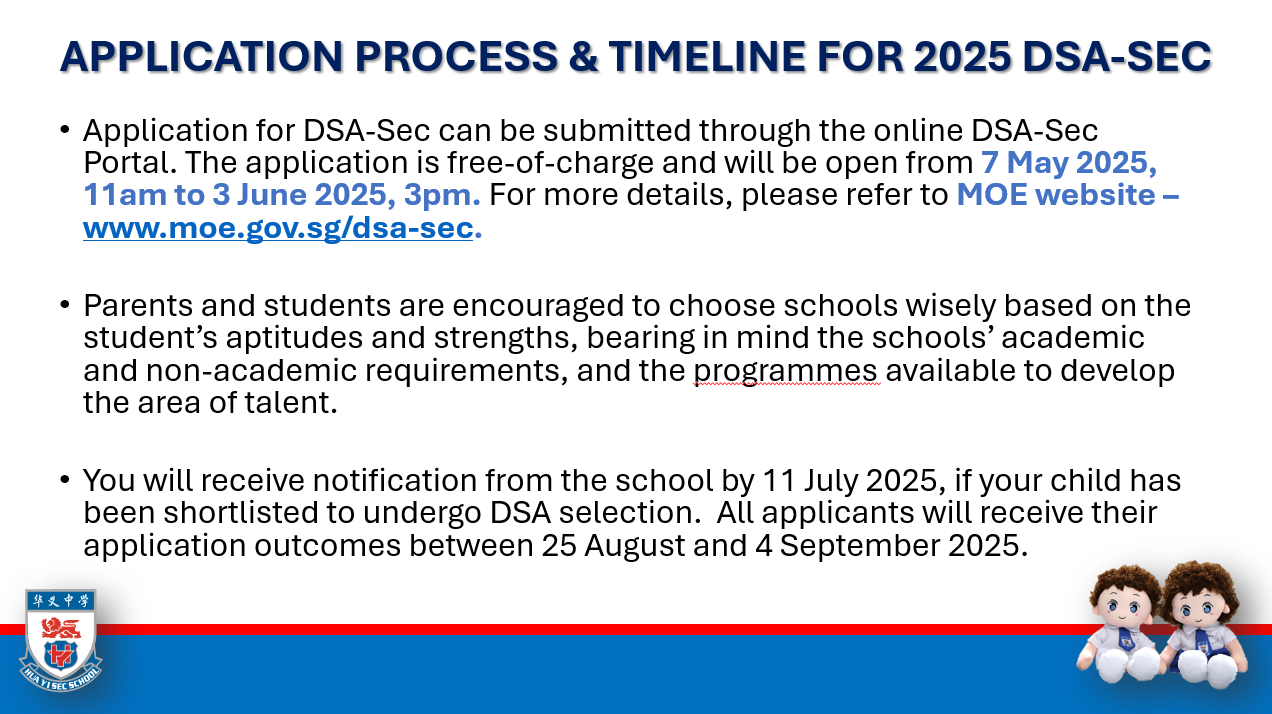 APPLICATION PROCESS & TIMELINE FOR 2025 DSA-SEC
• Application for DSA-Sec can be submitted through the online DSA-Sec
Portal. The application is free-of-charge and will be open from 7 May 2025,
11am to 3 June 2025, 3pm. For more details, please refer to MOE website –
www.moe.gov.sg/dsa-sec.
• Parents and students are encouraged to choose schools wisely based on the
student’s aptitudes and strengths, bearing in mind the schools’ academic
and non-academic requirements, and the programmes available to develop
the area of talent.
• You will receive notification from the school by 11 July 2025, if your child has
been shortlisted to undergo DSA selection.  All applicants will receive their
application outcomes between 25 August and 4 September 2025.
华义中学
HUA YI SEC SCHOOL